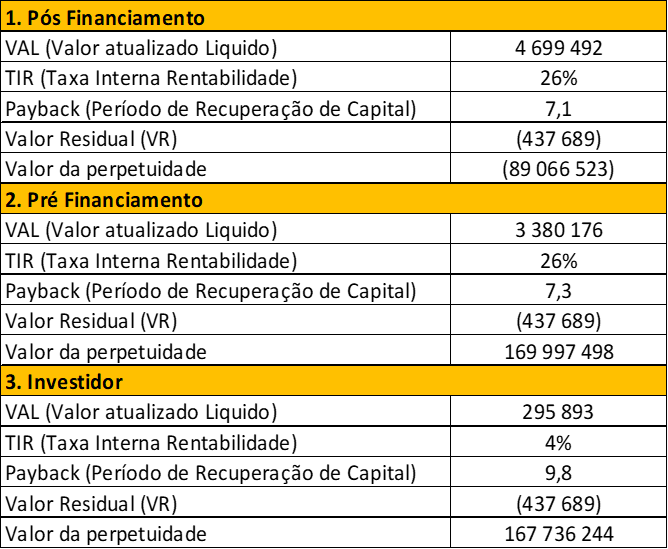 1. Pós Financiamento
VAL (Valor atualizado Liquido) 4 699 492
TIR (Taxa Interna Rentabilidade) 26%
Payback (Período de Recuperação de Capital) 7,1
Valor Residual (VR) (437 689)
Valor da perpetuidade (89 066 523)
2. Pré Financiamento
VAL (Valor atualizado Liquido) 3 380 176
TIR (Taxa Interna Rentabilidade) 26%
Payback (Período de Recuperação de Capital) 7,3
Valor Residual (VR) (437 689)
Valor da perpetuidade 169 997 498
3. Investidor
VAL (Valor atualizado Liquido) 295 893
TIR (Taxa Interna Rentabilidade) 4%
Payback (Período de Recuperação de Capital) 9,8
Valor Residual (VR) (437 689)
Valor da perpetuidade 167 736 244